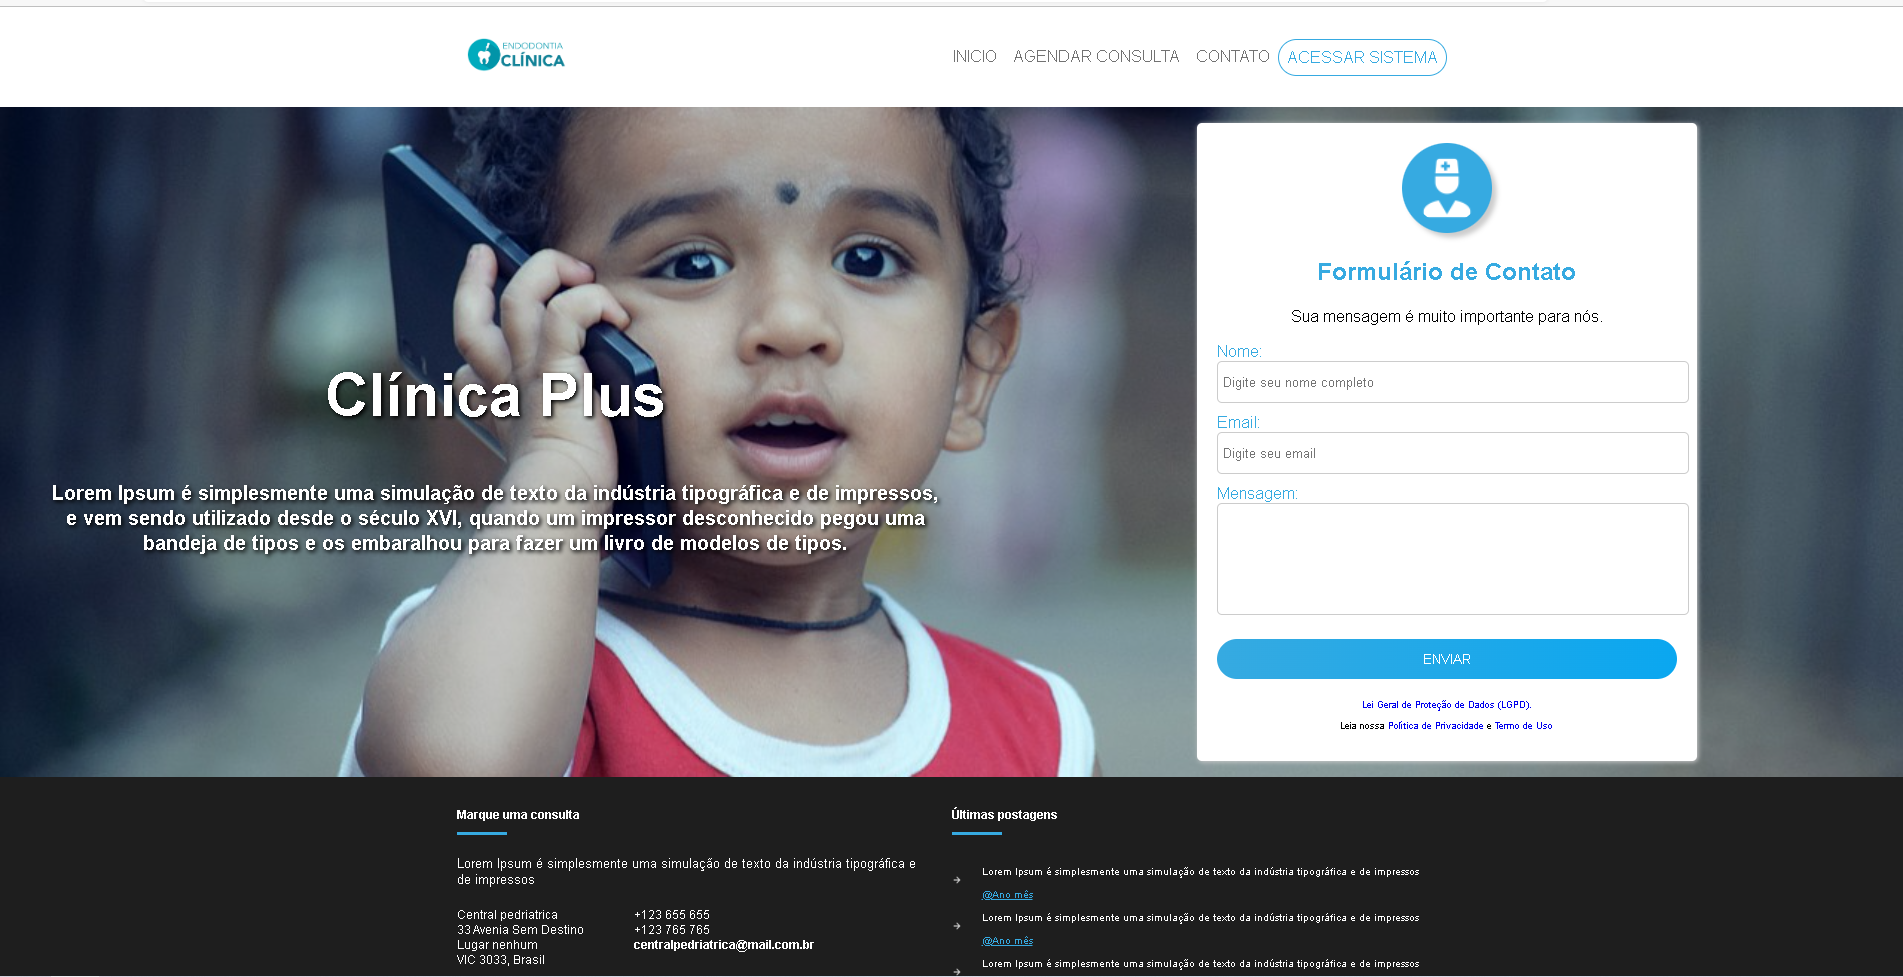 ENDODONTIA
CLÍNICA
INICIO AGENDAR CONSULTA CONTATO ACESSAR SISTEMA
Clínica Plus
Lorem Ipsum é simplesmente uma simulação de texto da indústria tipográfica e de impressos,
e vem sendo utilizado desde o século XVI, quando um impressor desconhecido pegou uma
bandeja de tipos e os embaralhou para fazer um livro de modelos de tipos.
Formulário de Contato
Sua mensagem é muito importante para nós.
Nome:
Digite seu nome completo
Email:
Digite seu email
Mensagem:
ENVIAR
Lei Geral de Proteção de Dados (LGPD).
Leia nossa Política de Privacidade e Termo de Uso
Marque uma consulta
Lorem Ipsum é simplesmente uma simulação de texto da indústria tipográfica e
de impressos
Central pedriatrica
33 Avenia Sem Destino
Lugar nenhum
VIC 3033, Brasil
+123 655 655
+123 765 765
centralpedriatrica@mail.com.br
Últimas postagens
Lorem Ipsum é simplesmente uma simulação de texto da indústria tipográfica e de impressos
@Ano mês
Lorem Ipsum é simplesmente uma simulação de texto da indústria tipográfica e de impressos
@Ano mês
Lorem Ipsum é simplesmente uma simulação de texto da indústria tipográfica e de impressos